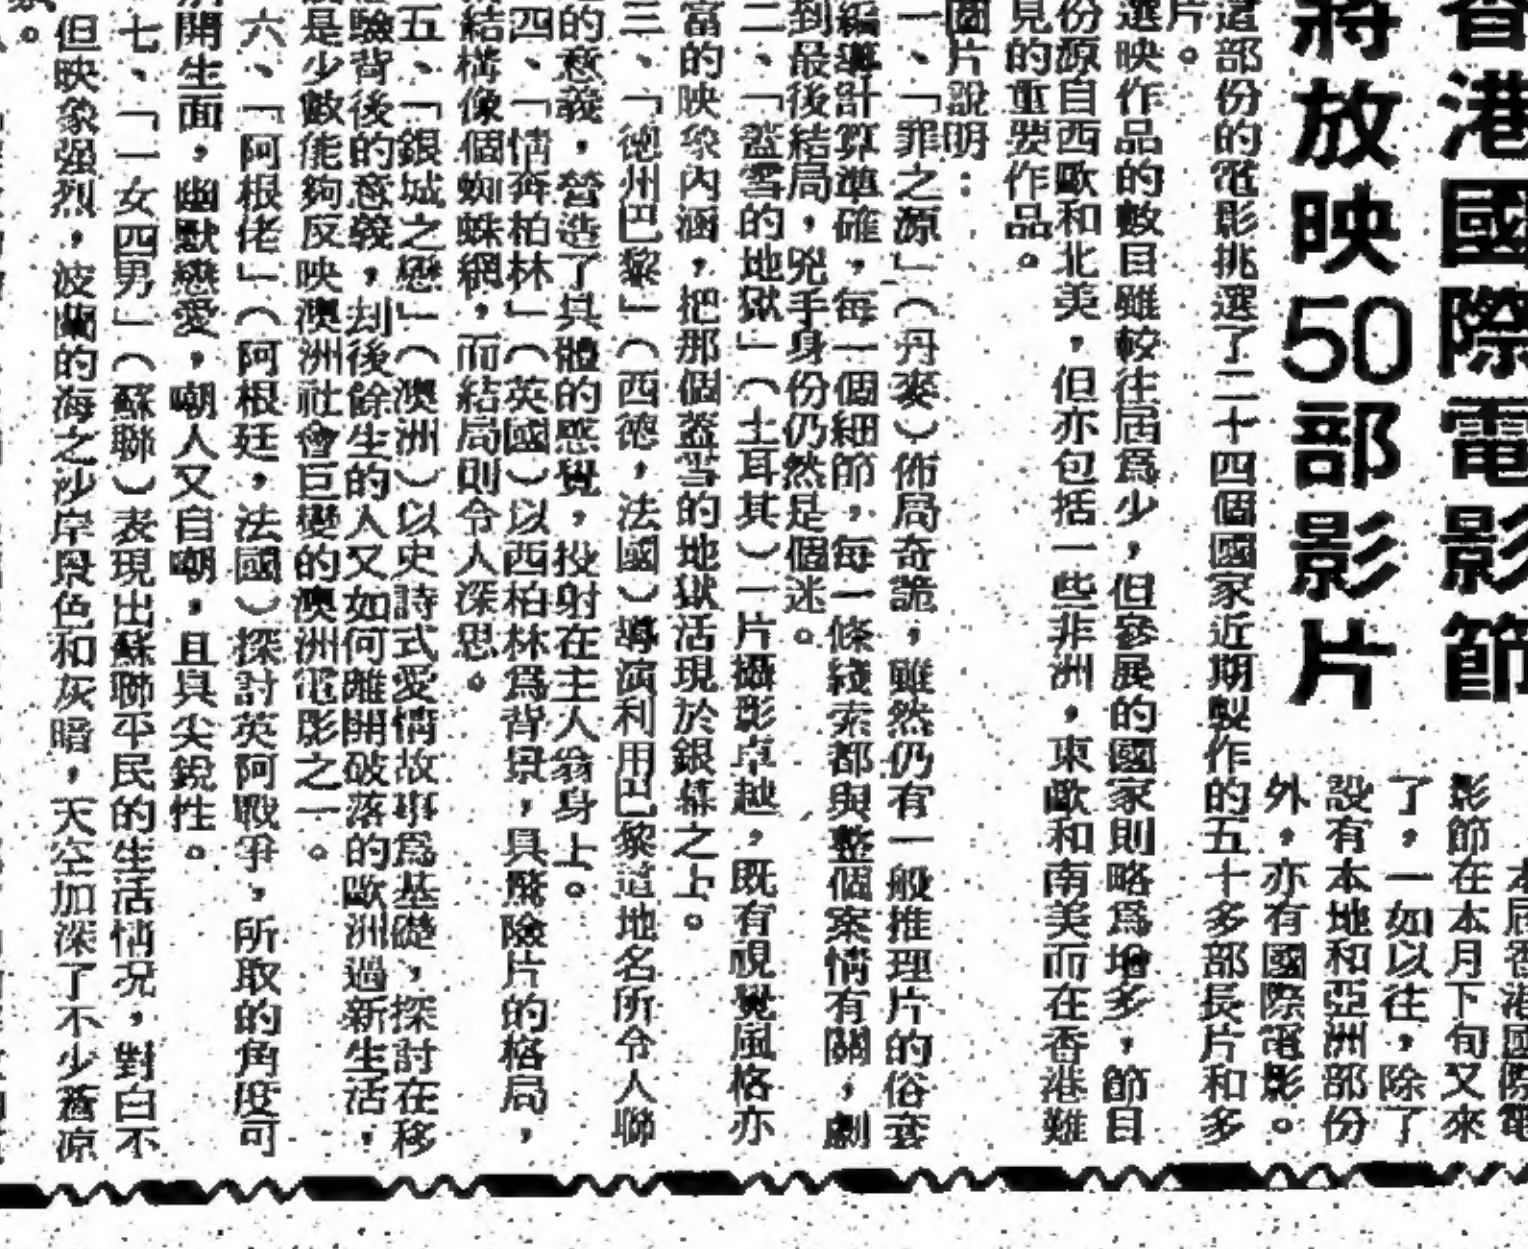 香港國際電影節
將放映50部影片
本屆香港國際電
影節在本月下旬又來
了，一如以往，除了
設有本地和亞洲部份
外，亦有國際電影。
這部份的電影挑選了二十四個國家近期製作的五十多部長片和多
片。
選映作品的數目雖較往屆爲少，但參展的國家則略爲增多，節目
份源自西歐和北美，但亦包括一些非洲，東歐和南美而在香港難
見的重要作品。
圖片說明：
一、「罪之源」（丹麥）佈局奇詭，雖然仍有一般推理片的俗套
編導計算準確，每一個細節，每一條綫索都與整個案情有關，劇
到最後結局，兇手身份仍然是個迷。
二、「蓋雪的地獄」（土耳其）一片攝影卓越，既有視覺風格亦
富的映象內涵，把那個蓋雪的地獄活現於銀幕之上。
三、「德州巴黎」（西德，法國）導演利用巴黎這地名所令人聯
的意義，營造了具體的感覺，投射在主人翁身上。
四、「情奔柏林」（英國）以西柏林爲背景，具驚險片的格局，
結構像個蜘蛛網，而結局則令人深思。
五、「銀城之戀」（澳洲）以史詩式愛情故事爲基礎，探討在移
驗背後的意義，刦後餘生的人又如何離開破落的歐洲過新生活，
是少數能夠反映澳洲社會巨變的澳洲電影之一。
六、「阿根佬」（阿根廷，法國）探討英阿戰爭，所取的角度可
開生面，幽默戀愛，嘲人又自嘲，且具尖銳性。
七、「一女四男」（蘇聯）表現出蘇聯平民的生活情況，對白不
但映象强烈，波蘭的海之沙岸景色和灰暗，天空加深了不少蒼凉